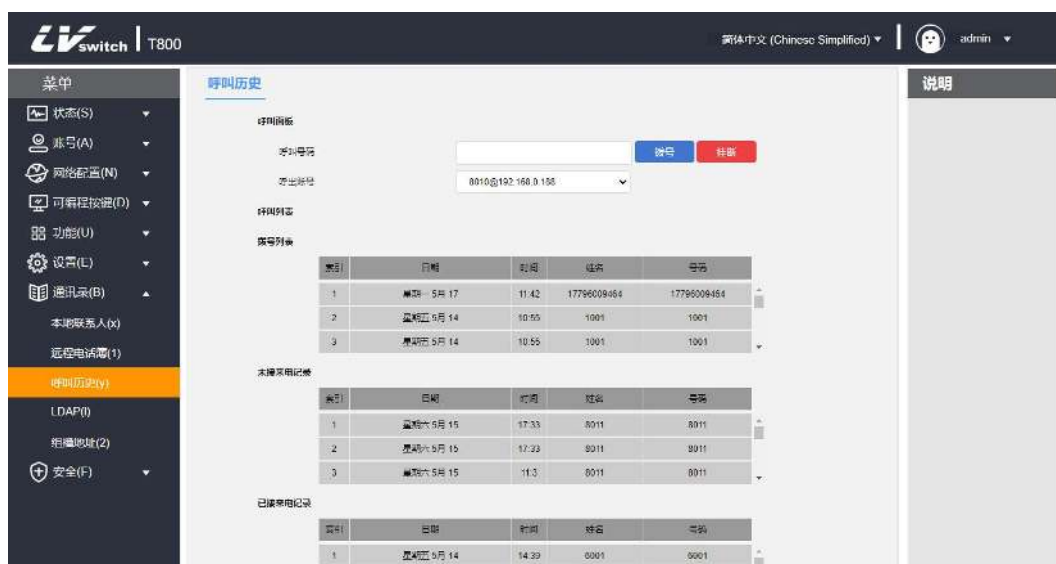 LVswitch T800
简体中文 (Chinese Simplified)
admin
菜单
呼叫历史
说明
状态(S)
账号(A)
网络配置(N)
可编程按键(D)
功能(U)
设置(E)
通讯录(B)
本地联系人(x)
远程电话簿(1)
呼叫历史(y)
LDAP(l)
组播地址(2)
安全(F)
呼叫面板
呼叫号码 拨号 挂断
呼出账号 8010@192.168.0.188
呼叫列表
拨号列表
索引 日期 时间 姓名 号码
1 星期一 5月 17 11:42 17796009464 17796009464
2 星期五 5月 14 10:55 1001 1001
3 星期五 5月 14 10:55 1001 1001
未接来电记录
索引 日期 时间 姓名 号码
1 星期六 5月 15 17:33 8011 8011
2 星期六 5月 15 17:33 8011 8011
3 星期六 5月 15 11:3 8011 8011
已接来电记录
索引 日期 时间 姓名 号码
1 星期五 5月 14 14:39 6001 6001